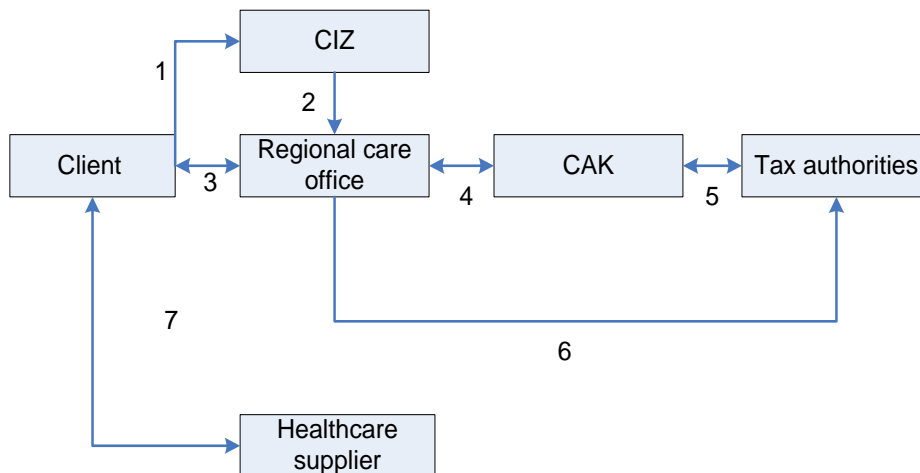 CIZ
1
2
Client
Regional care
office
CAK
Tax authorities
3
4
5
7
6
Healthcare
supplier